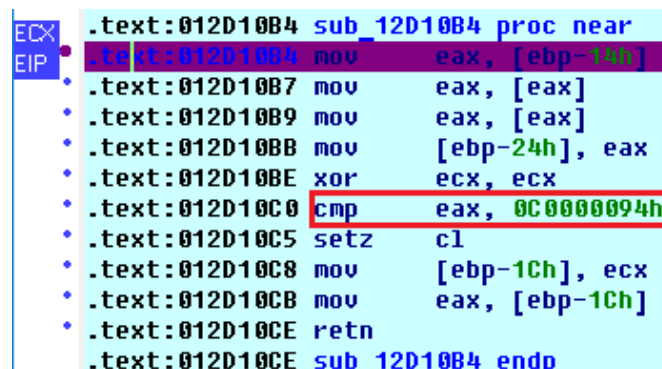 ECX
EIP
.text:012D10B4 sub_12D10B4 proc near
.text:012D10B4 mov eax, [ebp-14h]
.text:012D10B7 mov eax, [eax]
.text:012D10B9 mov eax, [eax]
.text:012D10BB mov [ebp-24h], eax
.text:012D10BE xor ecx, ecx
.text:012D10C0 cmp eax, 0C0000094h
.text:012D10C5 setz cl
.text:012D10C8 mov [ebp-1Ch], ecx
.text:012D10CB mov eax, [ebp-1Ch]
.text:012D10CE retn
.text:012D10CE sub_12D10B4 endp